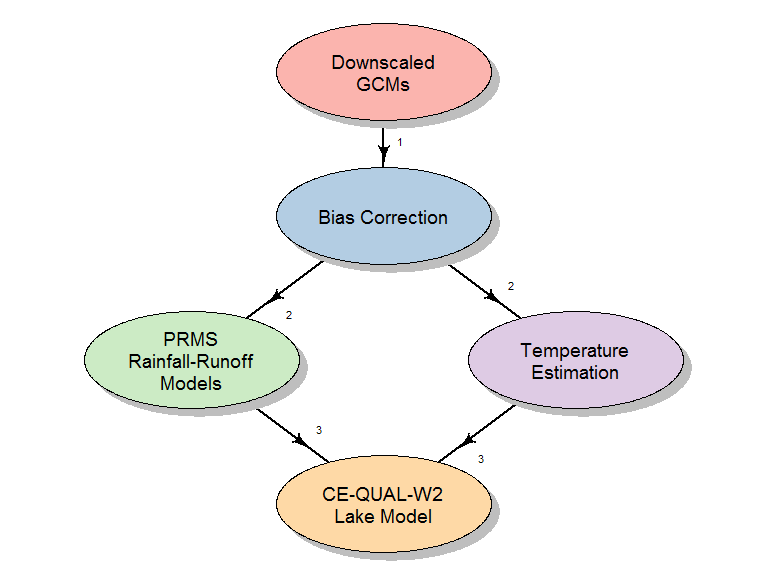 Downscaled
GCMs
1
Bias Correction
2
2
PRMS
Rainfall-Runoff
Models
Temperature
Estimation
3
3
CE-QUAL-W2
Lake Model